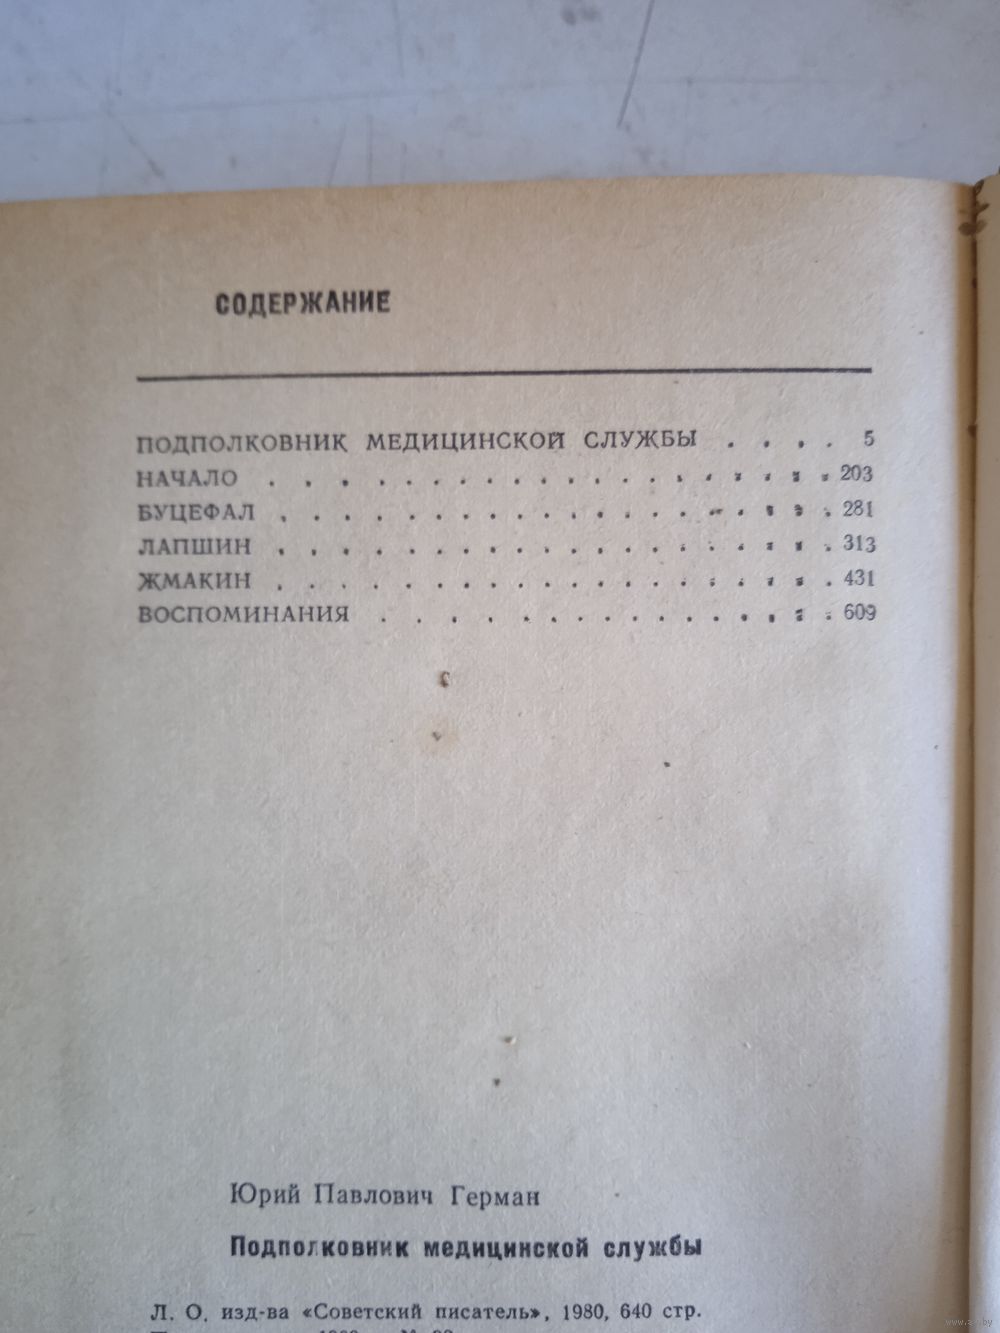 СОДЕРЖАНИЕ
ПОДПОЛКОВНИК МЕДИЦИНСКОЙ СЛУЖБЫ . . . . 5
НАЧАЛО . . . . . . . . . . . . . . . . . 203
БУЦЕФАЛ . . . . . . . . . . . . . . . . . 281
ЛАПШИН . . . . . . . . . . . . . . . . . 313
ЖМАКИН . . . . . . . . . . . . . . . . . 431
ВОСПОМИНАНИЯ . . . . . . . . . . . . . . 609
Юрий Павлович Герман
Подполковник медицинской службы
Л. О. изд-ва «Советский писатель», 1980, 640 стр.